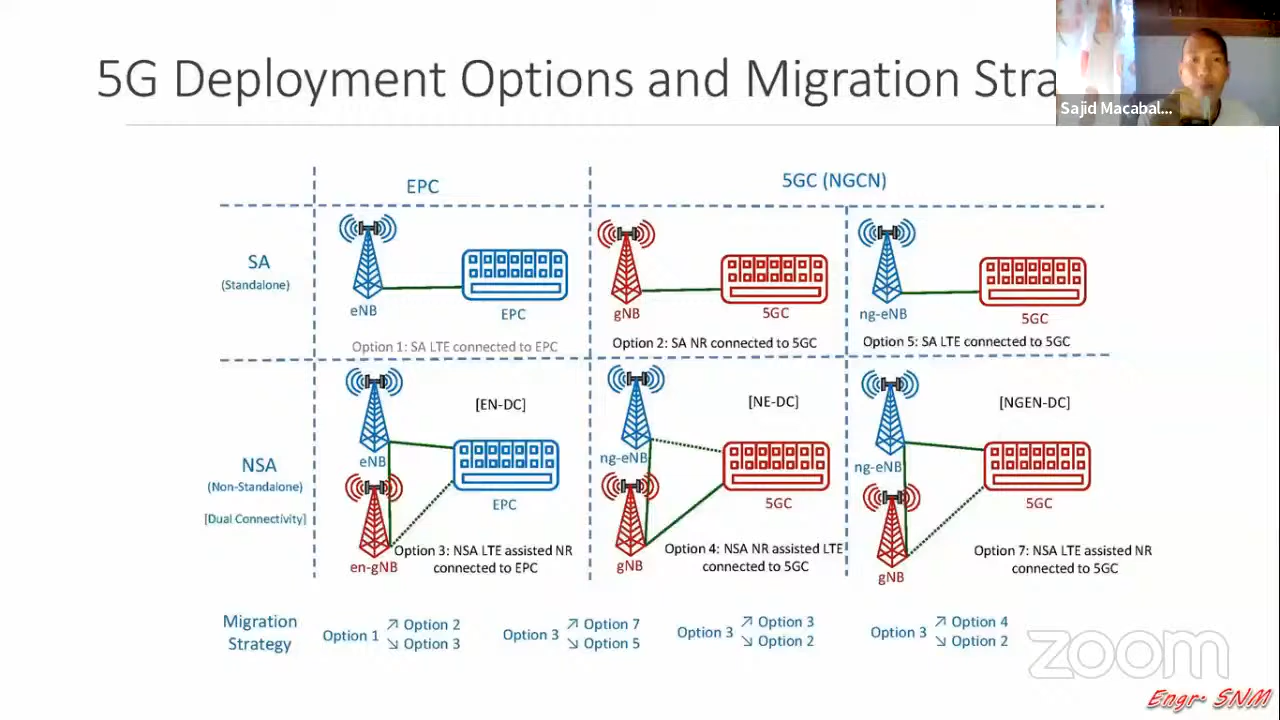 5G Deployment Options and Migration Stra
Sajid Macabal...
EPC
5GC (NGCN)
SA
(Standalone)
eNB
EPC
Option 1: SA LTE connected to EPC
gNB
5GC
Option 2: SA NR connected to 5GC
ng-eNB
5GC
Option 5: SA LTE connected to 5GC
NSA
(Non-Standalone)
[Dual Connectivity]
[EN-DC]
eNB
EPC
en-gNB
Option 3: NSA LTE assisted NR
connected to EPC
[NE-DC]
ng-eNB
5GC
gNB
Option 4: NSA NR assisted LTE
connected to 5GC
[NGEN-DC]
ng-eNB
5GC
gNB
Option 7: NSA LTE assisted NR
connected to 5GC
Migration
Strategy
Option 1 ↗ Option 2
↘ Option 3
Option 3 ↗ Option 7
↘ Option 5
Option 3 ↗ Option 3
↘ Option 2
Option 3 ↗ Option 4
↘ Option 2
zoom
Engr. SNM